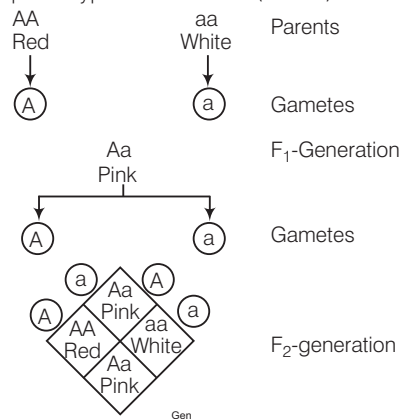 AA aa Parents
Red White
A a Gametes
Aa F1-Generation
Pink
A a Gametes
a Aa A
A Pink a
AA aa F2-generation
Red White
Aa
Pink
Gen